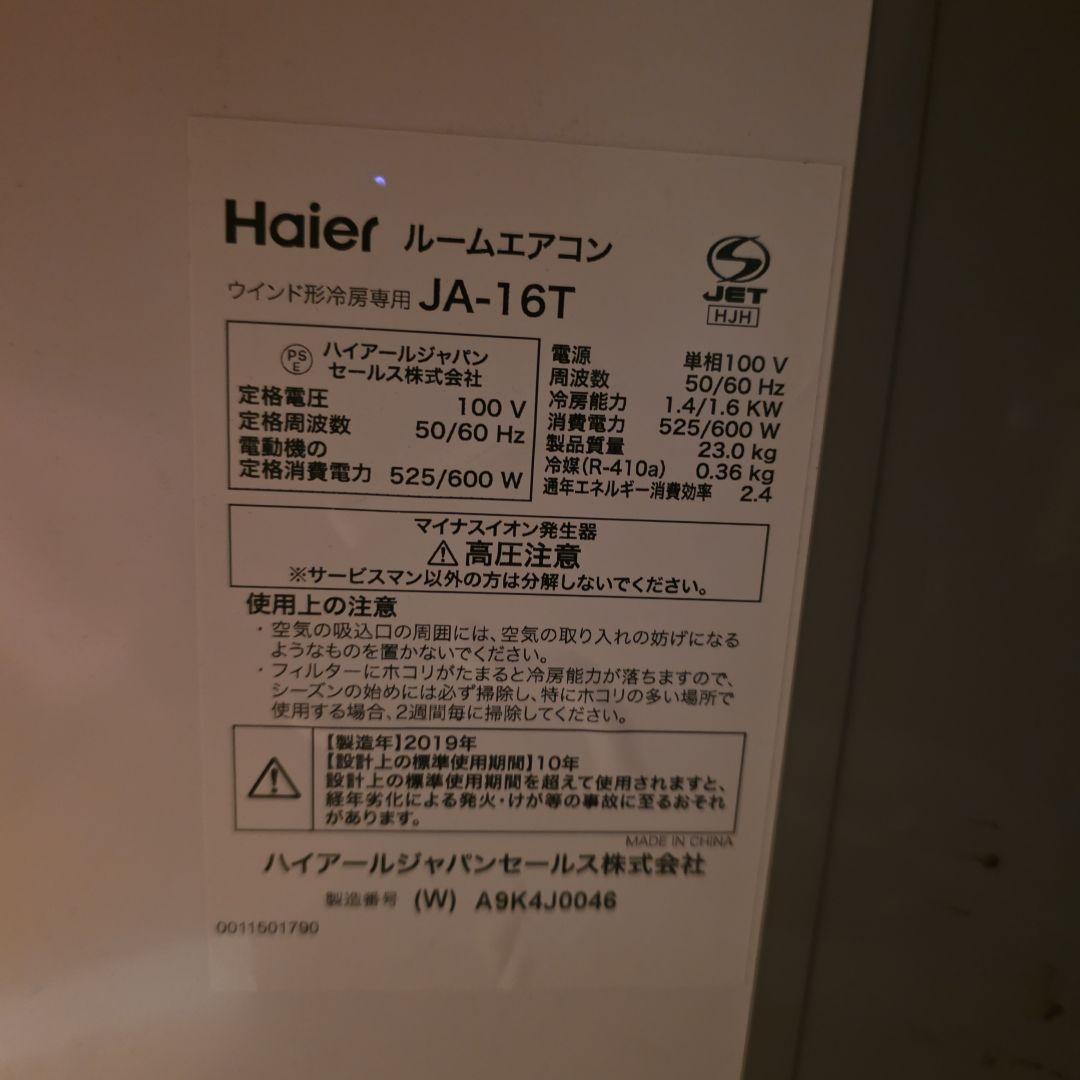 Haier ルームエアコン
ウインド形冷房専用 JA-16T
JET
HJH
PS
E
ハイアールジャパン
セールス株式会社
定格電圧 100 V
定格周波数 50/60 Hz
電動機の
定格消費電力 525/600 W
電源 単相100 V
周波数 50/60 Hz
冷房能力 1.4/1.6 KW
消費電力 525/600 W
製品質量 23.0 kg
冷媒(R-410a) 0.36 kg
通年エネルギー消費効率 2.4
マイナスイオン発生器
高圧注意
※サービスマン以外の方は分解しないでください。
使用上の注意
・空気の吸込口の周囲には、空気の取り入れの妨げになる
ようなものを置かないでください。
・フィルターにホコリがたまると冷房能力が落ちますので、
シーズンの始めには必ず掃除し、特にホコリの多い場所で
使用する場合、2週間毎に掃除してください。
【製造年】2019年
【設計上の標準使用期間】10年
設計上の標準使用期間を超えて使用されますと、
経年劣化による発火・けが等の事故に至るおそれ
があります。
MADE IN CHINA
ハイアールジャパンセールス株式会社
製造番号 (W) A9K4J0046
0011501790